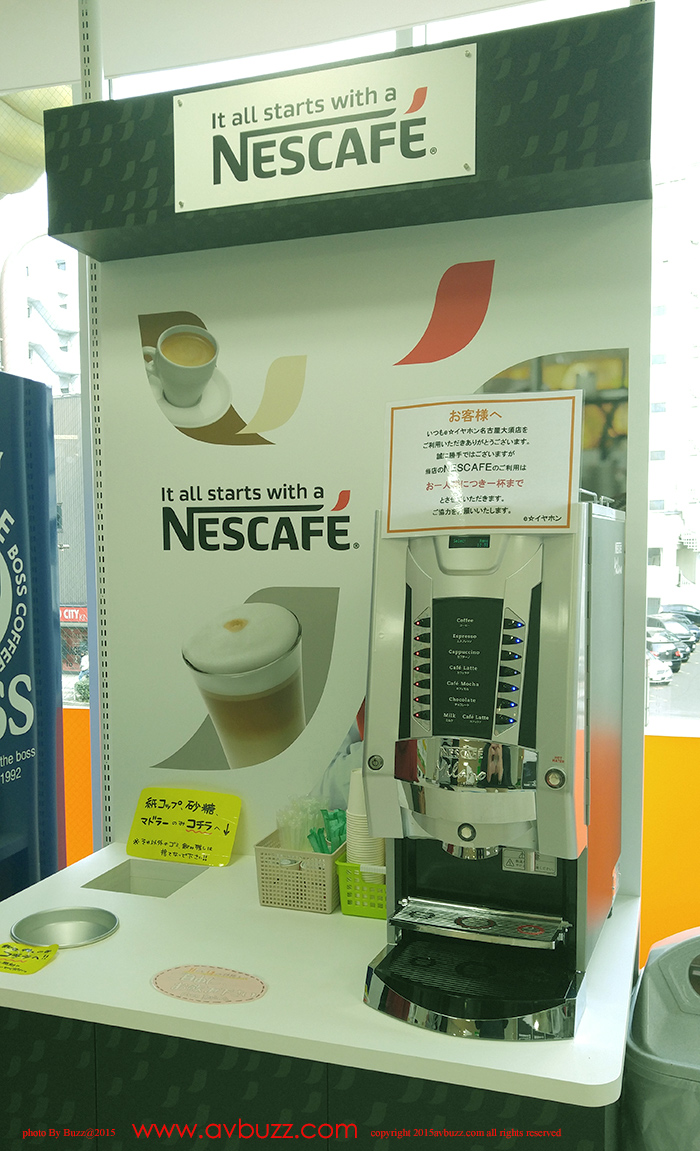 It all starts with a
NESCAFÉ®
お客様へ
いつもe☆イヤホン名古屋大須店を
ご利用いただきありがとうございます。
誠に勝手ではございますが
当店のNESCAFEのご利用は
お一人様につき一杯まで
とさせていただきます。
ご協力をお願いいたします。
e☆イヤホン
It all starts with a
NESCAFÉ®
Coffee
Espresso
Cappuccino
Café Latte
Café Mocha
Chocolate
Milk Café Latte
NESCAFÉ
Milano
BOSS COFFEE
the boss
1992
CITY
紙コップ、砂糖、
マドラーのみコチラへ↓
photo By Buzz@2015 www.avbuzz.com copyright 2015avbuzz.com all rights reserved